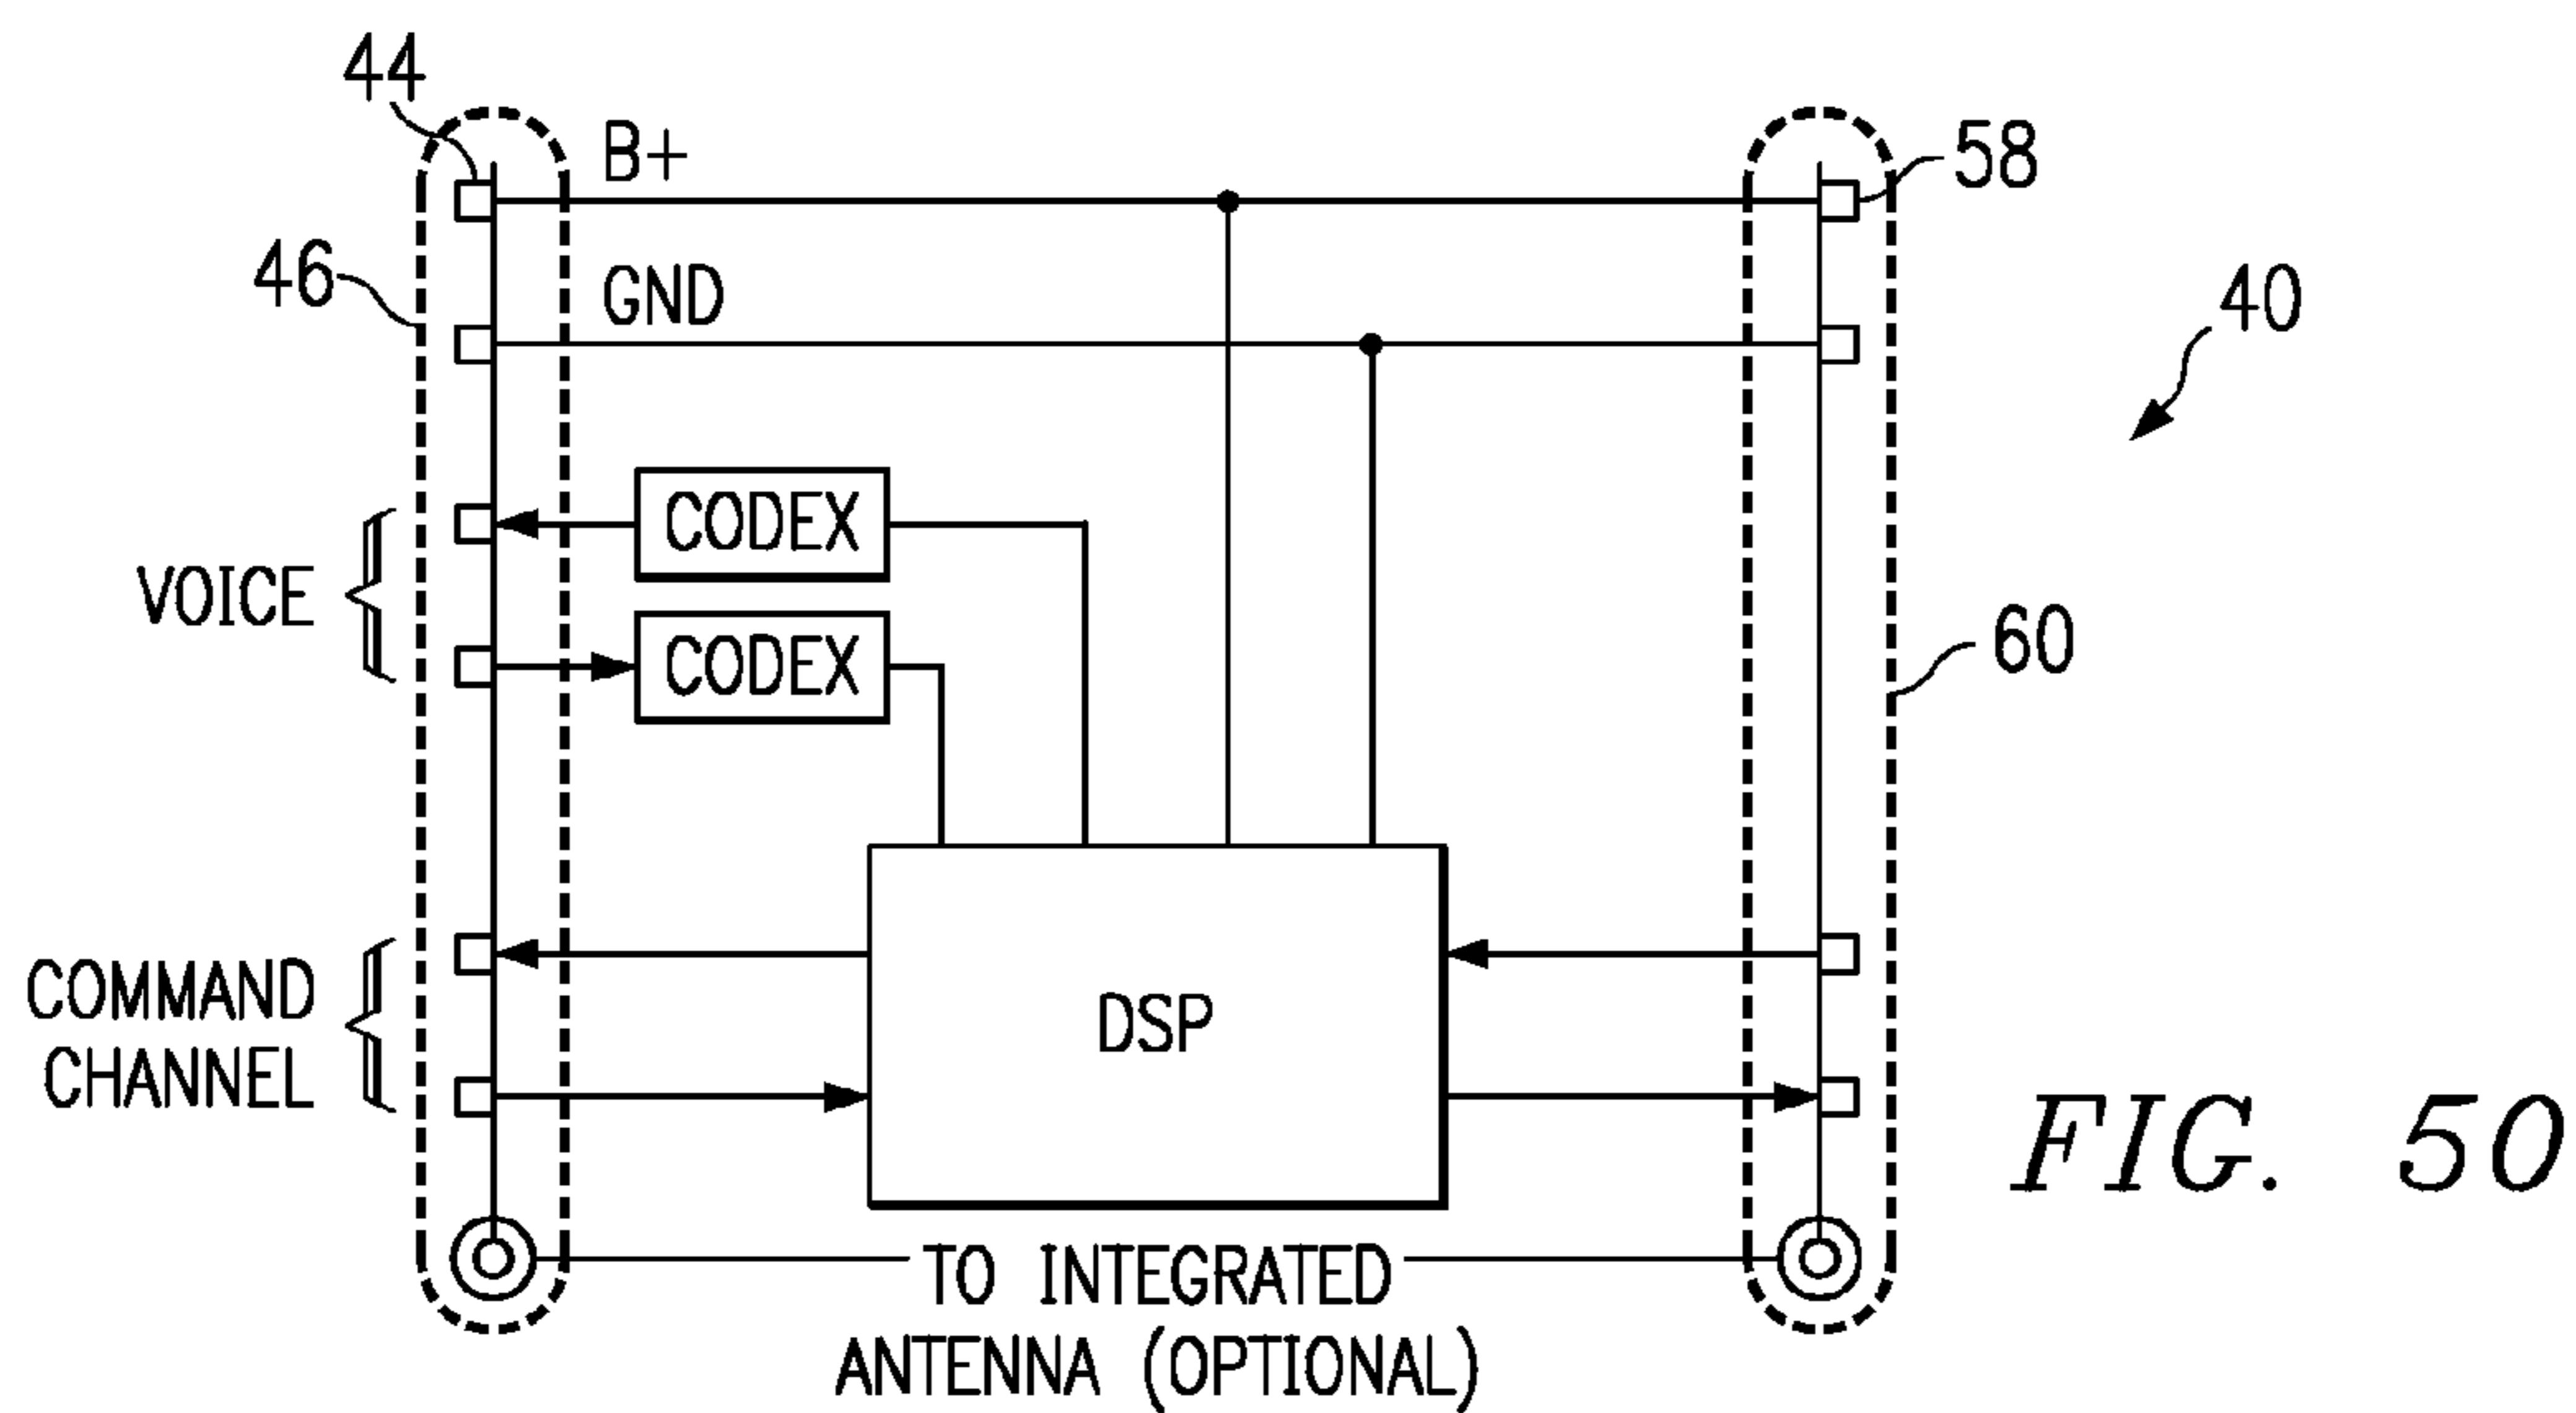 44
B+
58
46
GND
40
CODEX
VOICE
CODEX
60
COMMAND
CHANNEL
DSP
FIG. 50
TO INTEGRATED
ANTENNA (OPTIONAL)